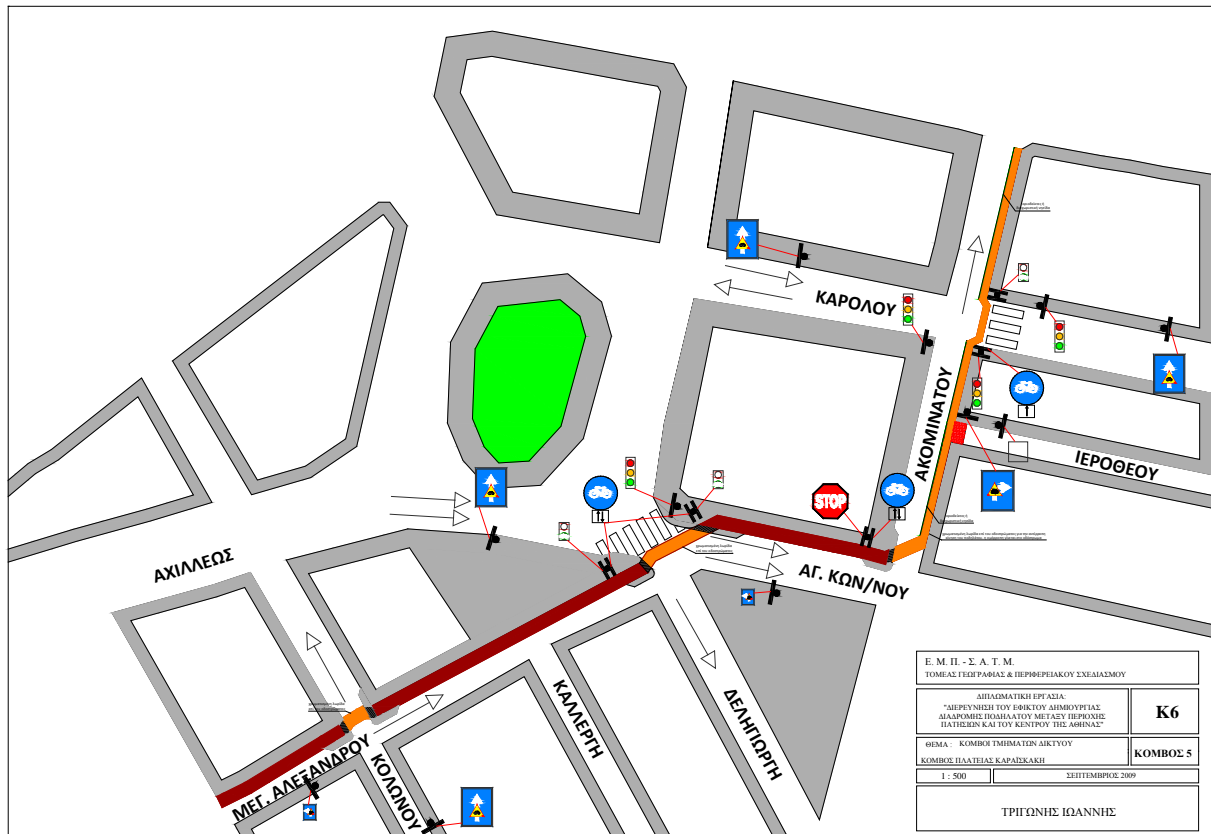 ΚΑΡΟΛΟΥ
ΑΚΟΜΙΝΑΤΟΥ
ΙΕΡΟΘΕΟΥ
STOP
ΑΧΙΛΛΕΩΣ
ΑΓ. ΚΩΝ/ΝΟΥ
ΔΕΛΗΓΙΩΡΓΗ
ΚΑΛΛΕΡΓΗ
ΜΕΓ. ΑΛΕΞΑΝΔΡΟΥ
ΚΟΛΩΝΟΥ
Ε. Μ. Π. - Σ. Α. Τ. Μ.
ΤΟΜΕΑΣ ΓΕΩΓΡΑΦΙΑΣ & ΠΕΡΙΦΕΡΕΙΑΚΟΥ ΣΧΕΔΙΑΣΜΟΥ
ΔΙΠΛΩΜΑΤΙΚΗ ΕΡΓΑΣΙΑ:
"ΔΙΕΡΕΥΝΗΣΗ ΤΟΥ ΕΦΙΚΤΟΥ ΔΗΜΙΟΥΡΓΙΑΣ
ΔΙΑΔΡΟΜΗΣ ΠΟΔΗΛΑΤΟΥ ΜΕΤΑΞΥ ΠΕΡΙΟΧΗΣ
ΠΑΤΗΣΙΩΝ ΚΑΙ ΤΟΥ ΚΕΝΤΡΟΥ ΤΗΣ ΑΘΗΝΑΣ"
Κ6
ΘΕΜΑ : ΚΟΜΒΟΙ ΤΜΗΜΑΤΩΝ ΔΙΚΤΥΟΥ
ΚΟΜΒΟΣ ΠΛΑΤΕΙΑΣ ΚΑΡΑΪΣΚΑΚΗ
ΚΟΜΒΟΣ 5
1 : 500
ΣΕΠΤΕΜΒΡΙΟΣ 2009
ΤΡΙΓΩΝΗΣ ΙΩΑΝΝΗΣ